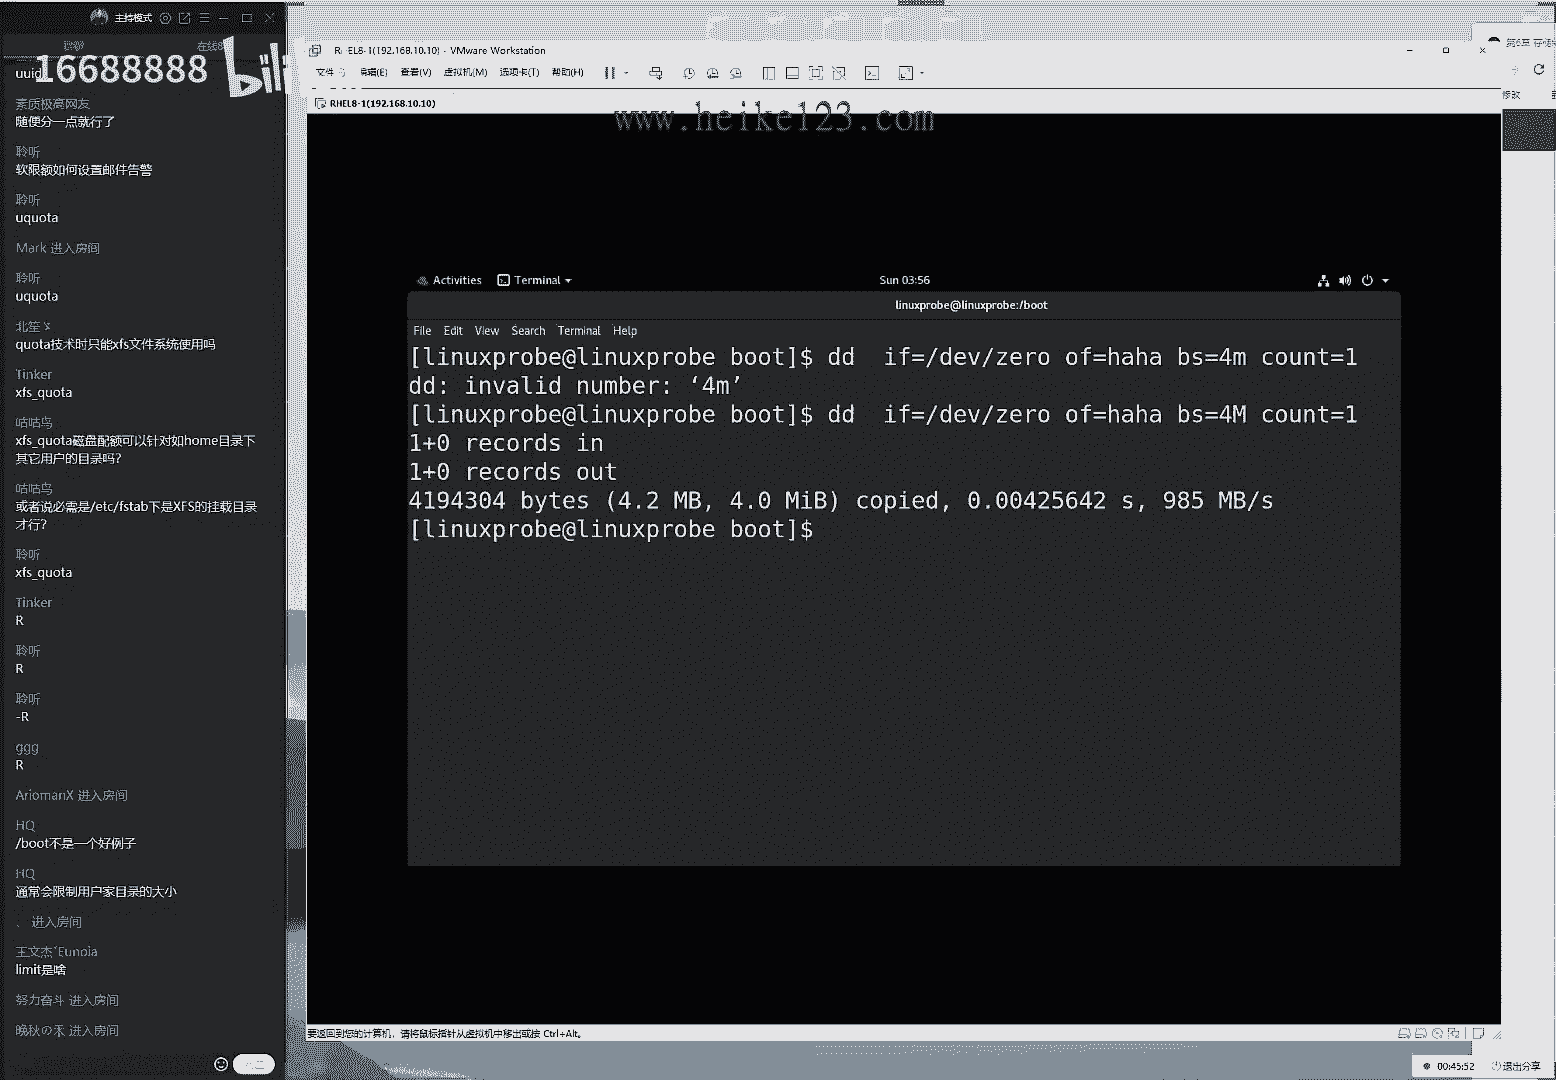 主持模式
16688888
bili
uuid
素质极高网友
随便分一点就行了
聆听
软限额如何设置邮件告警
聆听
uquota
Mark 进入房间
聆听
uquota
quota技术时只能xfs文件系统使用吗
Tinker
xfs_quota
咕咕鸟
xfs_quota磁盘配额可以针对如home目录下
其它用户的目录吗?
咕咕鸟
或者说必需是/etc/fstab下是XFS的挂载目录
才行?
聆听
xfs_quota
Tinker
R
聆听
R
聆听
-R
ggg
R
AriomanX 进入房间
HQ
/boot不是一个好例子
HQ
通常会限制用户家目录的大小
、 进入房间
王文杰`Eunoia
limit是啥
努力奋斗 进入房间
晚秋の禾 进入房间
RHEL8-1(192.168.10.10) - VMware Workstation
文件 编辑(E) 查看(V) 虚拟机(M) 选项卡(T) 帮助(H)
RHEL8-1(192.168.10.10)
www.heike123.com
Activities Terminal Sun 03:56
linuxprobe@linuxprobe:/boot
File Edit View Search Terminal Help
[linuxprobe@linuxprobe boot]$ dd  if=/dev/zero of=haha bs=4m count=1
dd: invalid number: ‘4m’
[linuxprobe@linuxprobe boot]$ dd  if=/dev/zero of=haha bs=4M count=1
1+0 records in
1+0 records out
4194304 bytes (4.2 MB, 4.0 MiB) copied, 0.00425642 s, 985 MB/s
[linuxprobe@linuxprobe boot]$
要返回到您的计算机，请将鼠标指针从虚拟机中移出或按 Ctrl+Alt。
修改
00:45:52 退出分享